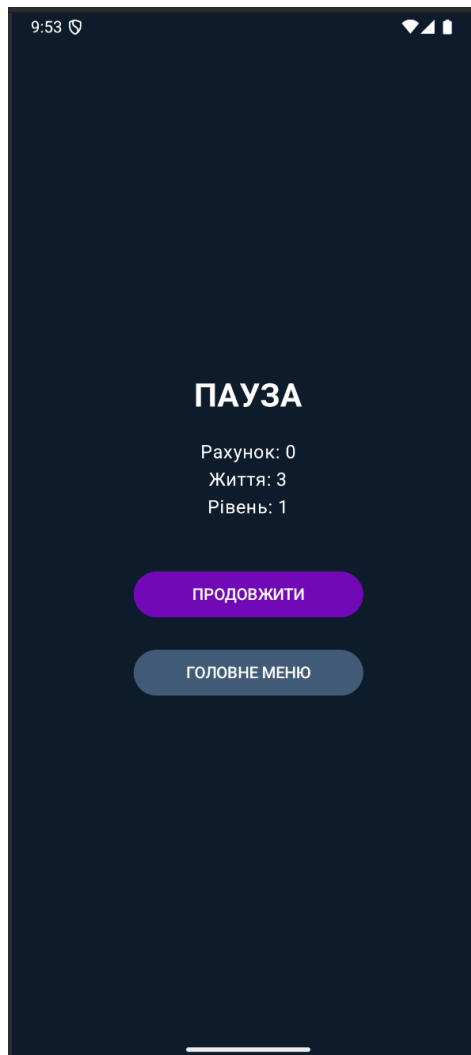 9:53
ПАУЗА
Рахунок: 0
Життя: 3
Рівень: 1
ПРОДОВЖИТИ
ГОЛОВНЕ МЕНЮ